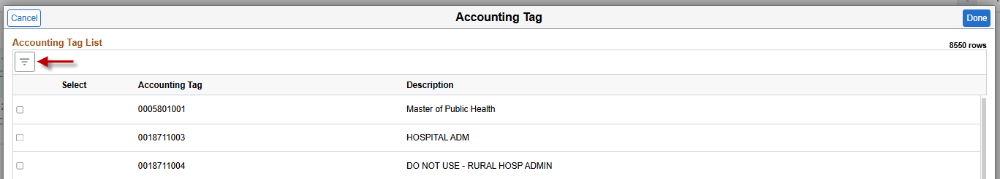 Cancel Accounting Tag Done
Accounting Tag List 8550 rows
Select Accounting Tag Description
0005801001 Master of Public Health
0018711003 HOSPITAL ADM
0018711004 DO NOT USE - RURAL HOSP ADMIN